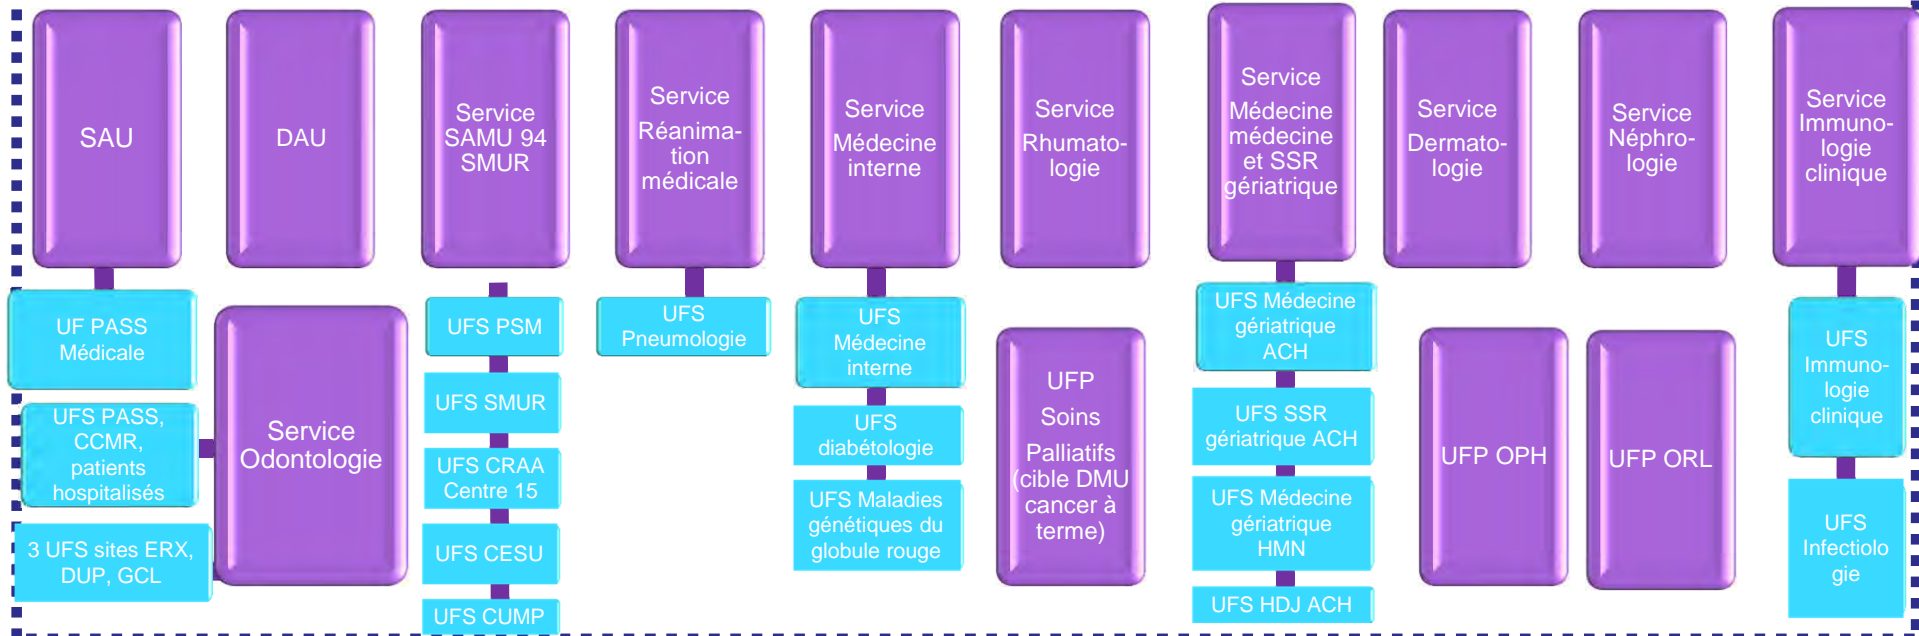 SAU
DAU
Service
SAMU 94
SMUR
Service
Réanima-
tion
médicale
Service
Médecine
interne
Service
Rhumato-
logie
Service
Médecine
médecine
et SSR
gériatrique
Service
Dermato-
logie
Service
Néphro-
logie
Service
Immuno-
logie
clinique
UF PASS
Médicale
UFS PASS,
CCMR,
patients
hospitalisés
3 UFS sites ERX,
DUP, GCL
Service
Odontologie
UFS PSM
UFS SMUR
UFS CRAA
Centre 15
UFS CESU
UFS CUMP
UFS
Pneumologie
UFS
Médecine
interne
UFS
diabétologie
UFS Maladies
génétiques du
globule rouge
UFP
Soins
Palliatifs
(cible DMU
cancer à
terme)
UFS Médecine
gériatrique
ACH
UFS SSR
gériatrique ACH
UFS Médecine
gériatrique
HMN
UFS HDJ ACH
UFP OPH
UFP ORL
UFS
Immuno-
logie
clinique
UFS
Infectiolo
gie